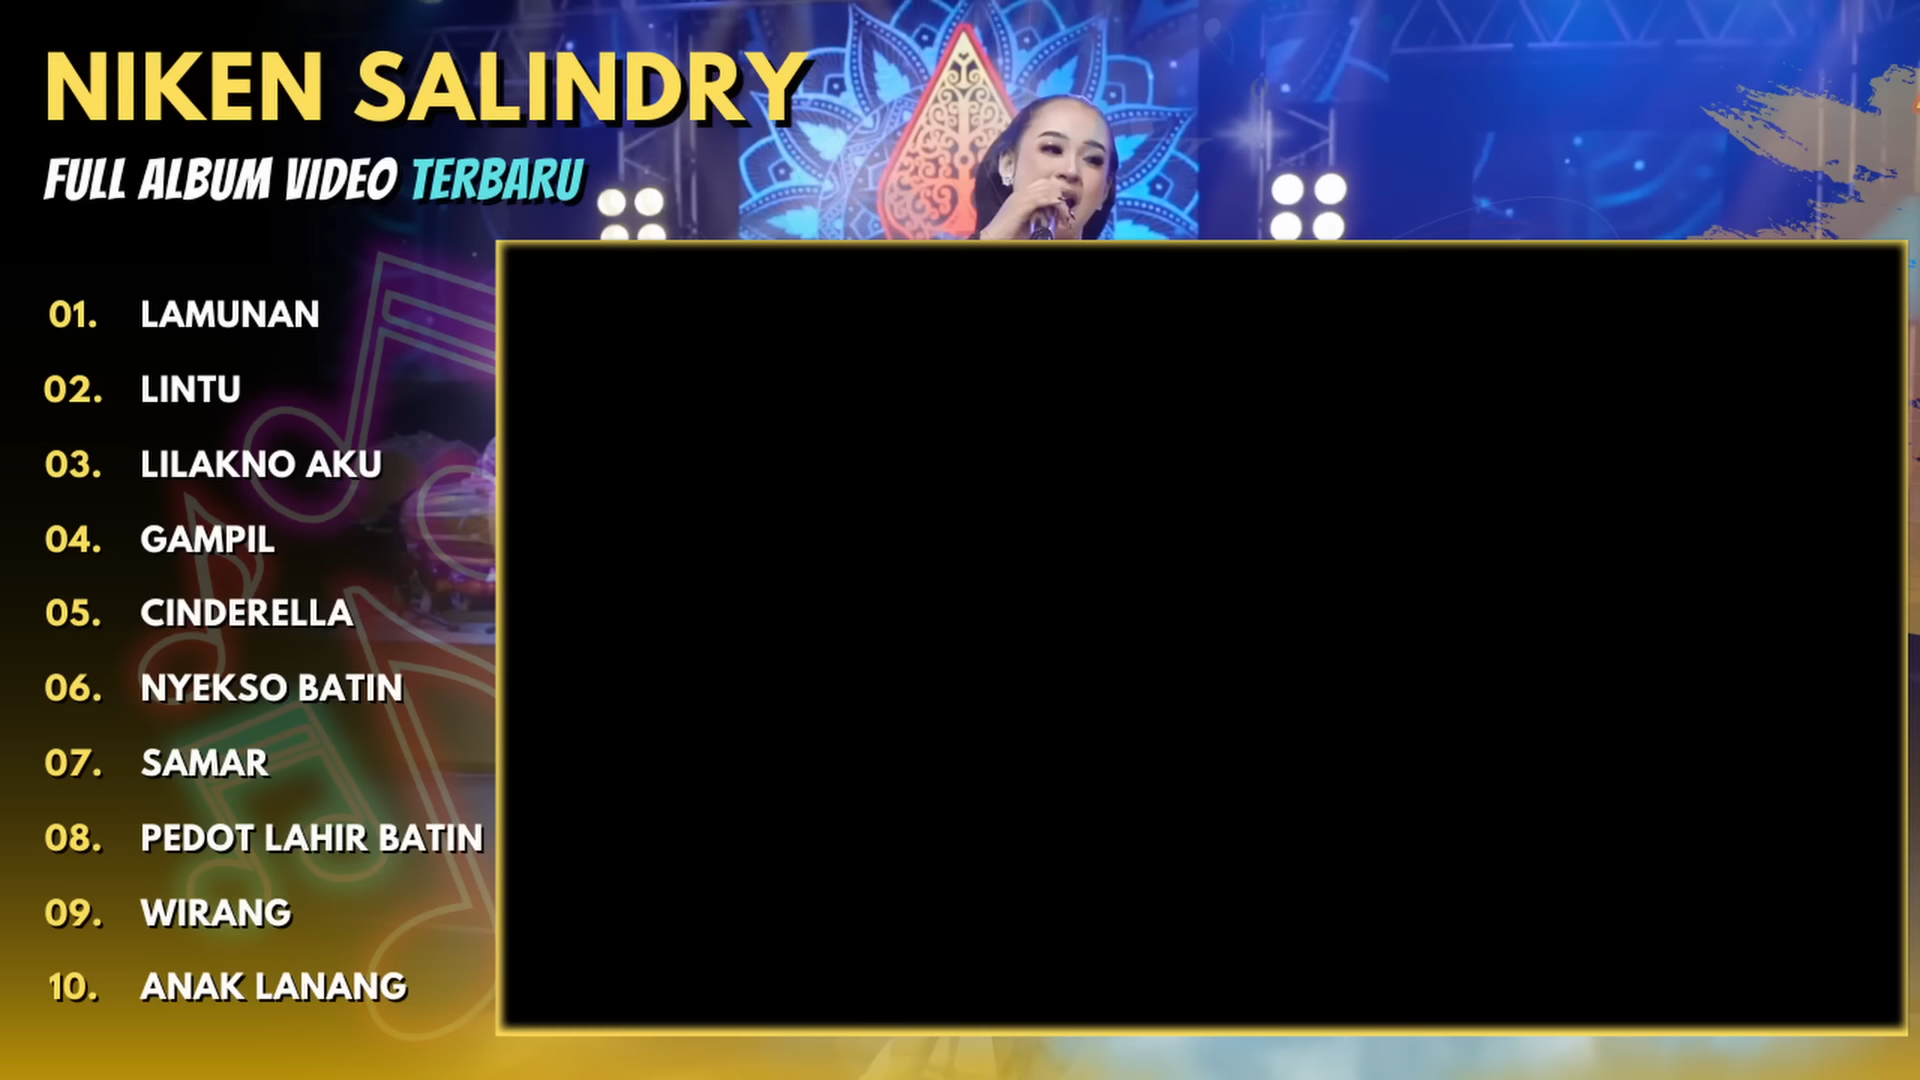 NIKEN SALINDRY
FULL ALBUM VIDEO TERBARU
01. LAMUNAN
02. LINTU
03. LILAKNO AKU
04. GAMPIL
05. CINDERELLA
06. NYEKSO BATIN
07. SAMAR
08. PEDOT LAHIR BATIN
09. WIRANG
10. ANAK LANANG